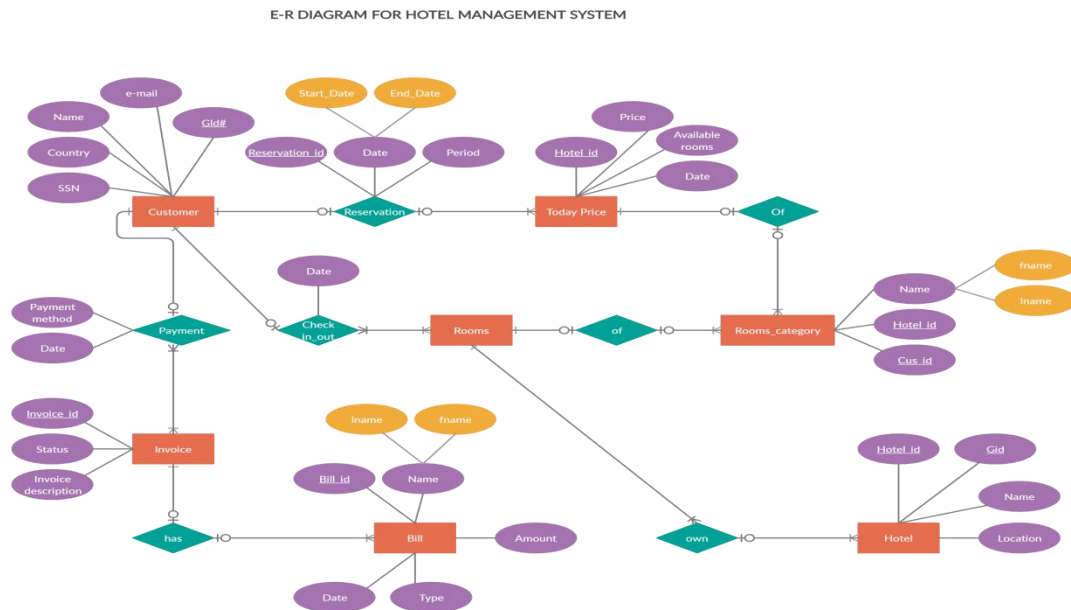 E-R DIAGRAM FOR HOTEL MANAGEMENT SYSTEM
e-mail
Name
GId#
Country
SSN
Customer
Start_Date
End_Date
Reservation_id
Date
Period
Reservation
Price
Hotel_id
Available
rooms
Date
Today Price
Of
Payment
method
Date
Payment
Date
Check
in_out
Rooms
of
Rooms_category
Name
fname
lname
Hotel_id
Cus_id
Invoice_id
Status
Invoice
description
Invoice
lname
fname
Bill_id
Name
has
Bill
Amount
Date
Type
own
Hotel_id
Gid
Name
Hotel
Location